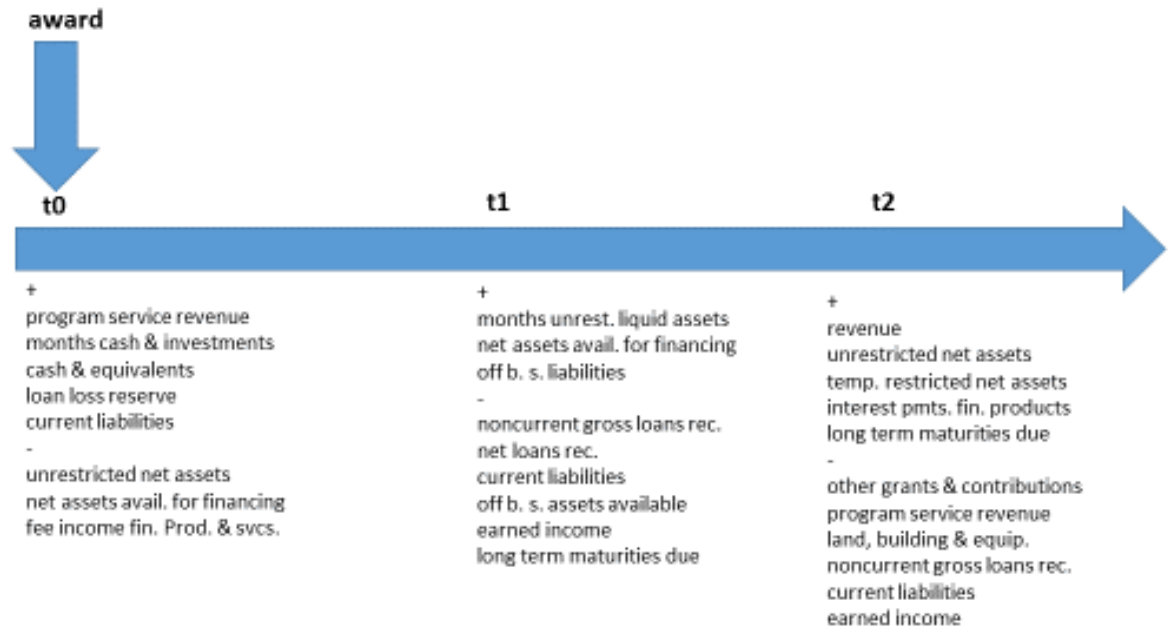 award
t0
t1
t2
+
program service revenue
months cash & investments
cash & equivalents
loan loss reserve
current liabilities
-
unrestricted net assets
net assets avail. for financing
fee income fin. Prod. & svcs.
+
months unrest. liquid assets
net assets avail. for financing
off b. s. liabilities
-
noncurrent gross loans rec.
net loans rec.
current liabilities
off b. s. assets available
earned income
long term maturities due
+
revenue
unrestricted net assets
temp. restricted net assets
interest pmts. fin. products
long term maturities due
-
other grants & contributions
program service revenue
land, building & equip.
noncurrent gross loans rec.
current liabilities
earned income